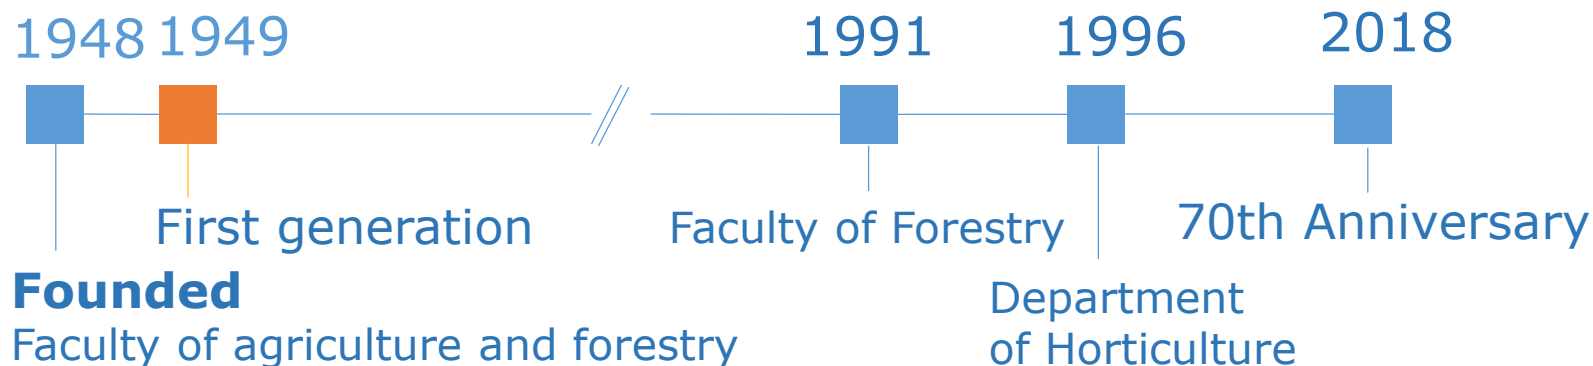 1948 1949 1991 1996 2018
First generation
Faculty of Forestry
70th Anniversary
Founded
Faculty of agriculture and forestry
Department
of Horticulture